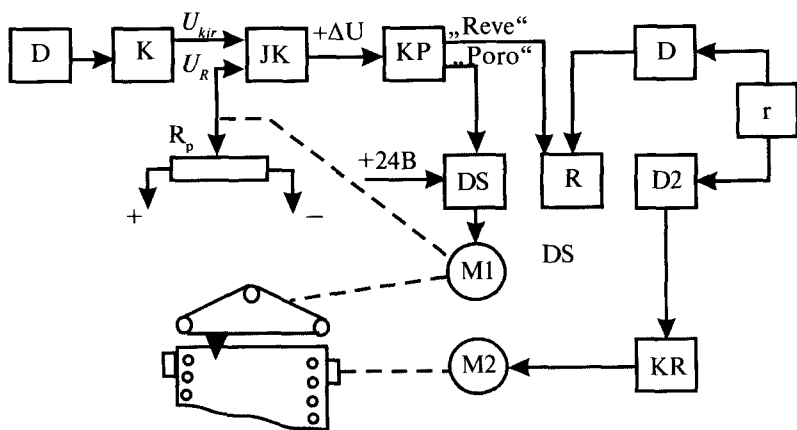 D
K
U_kir
U_R
JK
+ΔU
KP
„Reve“
„Poro“
D
r
R_p
+24B
DS
R
D2
+
−
M1
DS
M2
KR